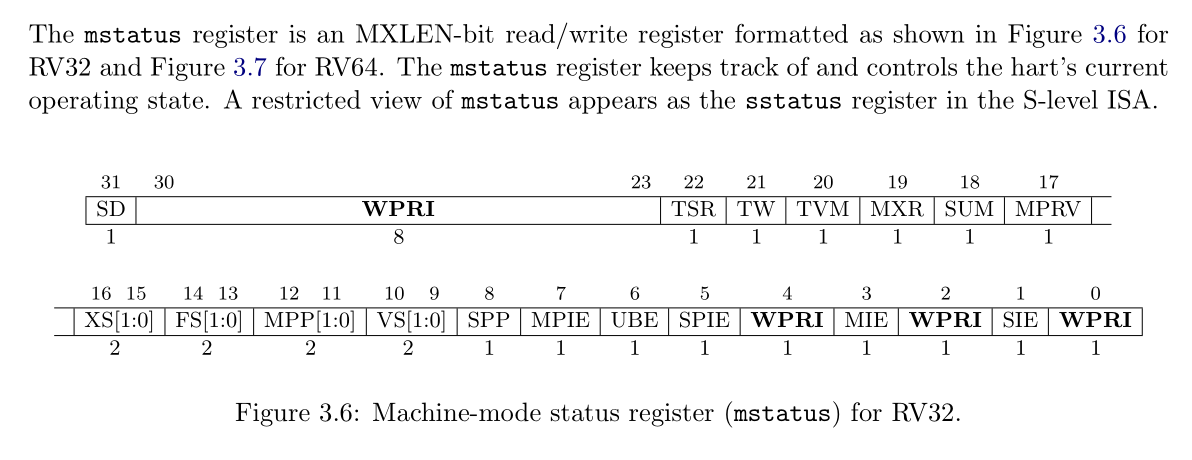 The mstatus register is an MXLEN-bit read/write register formatted as shown in Figure 3.6 for
RV32 and Figure 3.7 for RV64. The mstatus register keeps track of and controls the hart's current
operating state. A restricted view of mstatus appears as the sstatus register in the S-level ISA.
31 30 23 22 21 20 19 18 17
SD WPRI TSR TW TVM MXR SUM MPRV
1 8 1 1 1 1 1 1
16 15 14 13 12 11 10 9 8 7 6 5 4 3 2 1 0
XS[1:0] FS[1:0] MPP[1:0] VS[1:0] SPP MPIE UBE SPIE WPRI MIE WPRI SIE WPRI
2 2 2 2 1 1 1 1 1 1 1 1 1
Figure 3.6: Machine-mode status register (mstatus) for RV32.